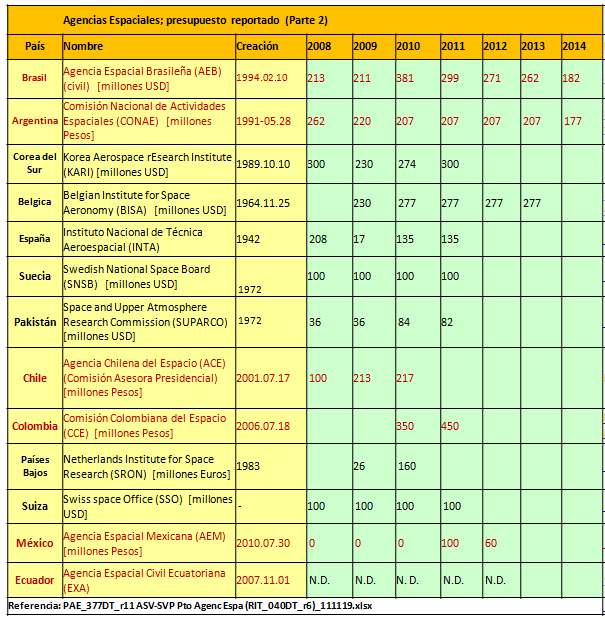 Agencias Espaciales; presupuesto reportado (Parte 2)
País Nombre Creación 2008 2009 2010 2011 2012 2013 2014
Brasil Agencia Espacial Brasileña (AEB) (civil) [millones USD] 1994.02.10 213 211 381 299 271 262 182
Argentina Comisión Nacional de Actividades Espaciales (CONAE) [millones Pesos] 1991-05.28 262 220 207 207 207 207 177
Corea del Sur Korea Aerospace rEsearch Institute (KARI) [millones USD] 1989.10.10 300 230 274 300
Belgica Belgian Institute for Space Aeronomy (BISA) [millones USD] 1964.11.25 230 277 277 277 277
España Instituto Nacional de Técnica Aeroespacial (INTA) 1942 208 17 135 135
Suecia Swedish National Space Board (SNSB) [millones USD] 1972 100 100 100 100
Pakistán Space and Upper Atmosphere Research Commission (SUPARCO) [millones USD] 1972 36 36 84 82
Chile Agencia Chilena del Espacio (ACE) (Comisión Asesora Presidencial) [millones Pesos] 2001.07.17 100 213 217
Colombia Comisión Colombiana del Espacio (CCE) [millones Pesos] 2006.07.18 350 450
Países Bajos Netherlands Institute for Space Research (SRON) [millones Euros] 1983 26 160
Suiza Swiss space Office (SSO) [millones USD] - 100 100 100 100
México Agencia Espacial Mexicana (AEM) [millones Pesos] 2010.07.30 0 0 0 100 60
Ecuador Agencia Espacial Civil Ecuatoriana (EXA) 2007.11.01 N.D. N.D. N. D. N.D. N.D.
Referencia: PAE_377DT_r11 ASV-SVP Pto Agenc Espa (RIT_040DT_r6)_111119.xlsx